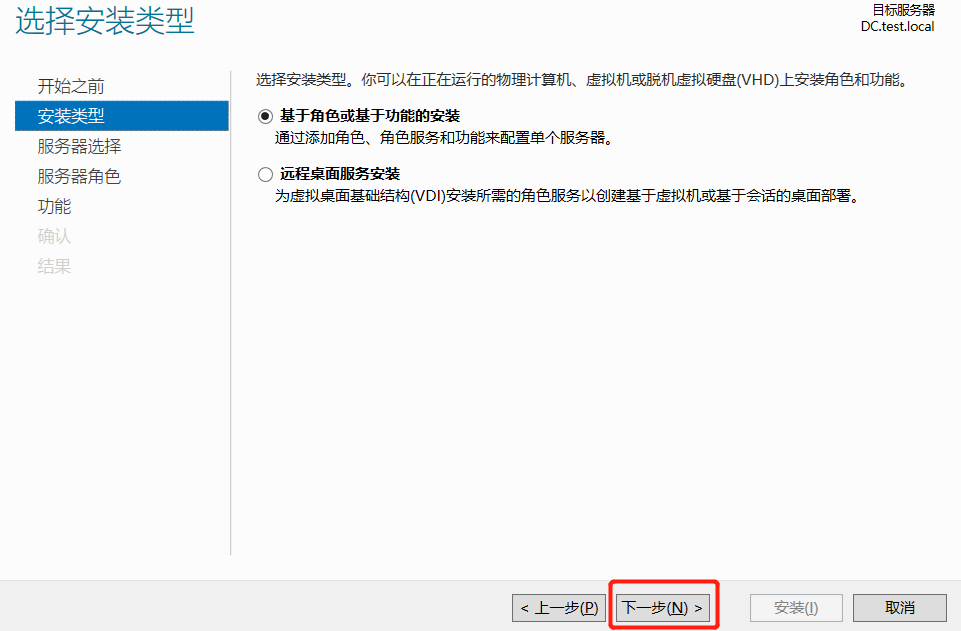 选择安装类型
目标服务器
DC.test.local
开始之前
安装类型
服务器选择
服务器角色
功能
确认
结果
选择安装类型。你可以在正在运行的物理计算机、虚拟机或脱机虚拟硬盘(VHD)上安装角色和功能。
基于角色或基于功能的安装
通过添加角色、角色服务和功能来配置单个服务器。
远程桌面服务安装
为虚拟桌面基础结构(VDI)安装所需的角色服务以创建基于虚拟机或基于会话的桌面部署。
< 上一步(P)
下一步(N) >
安装(I)
取消